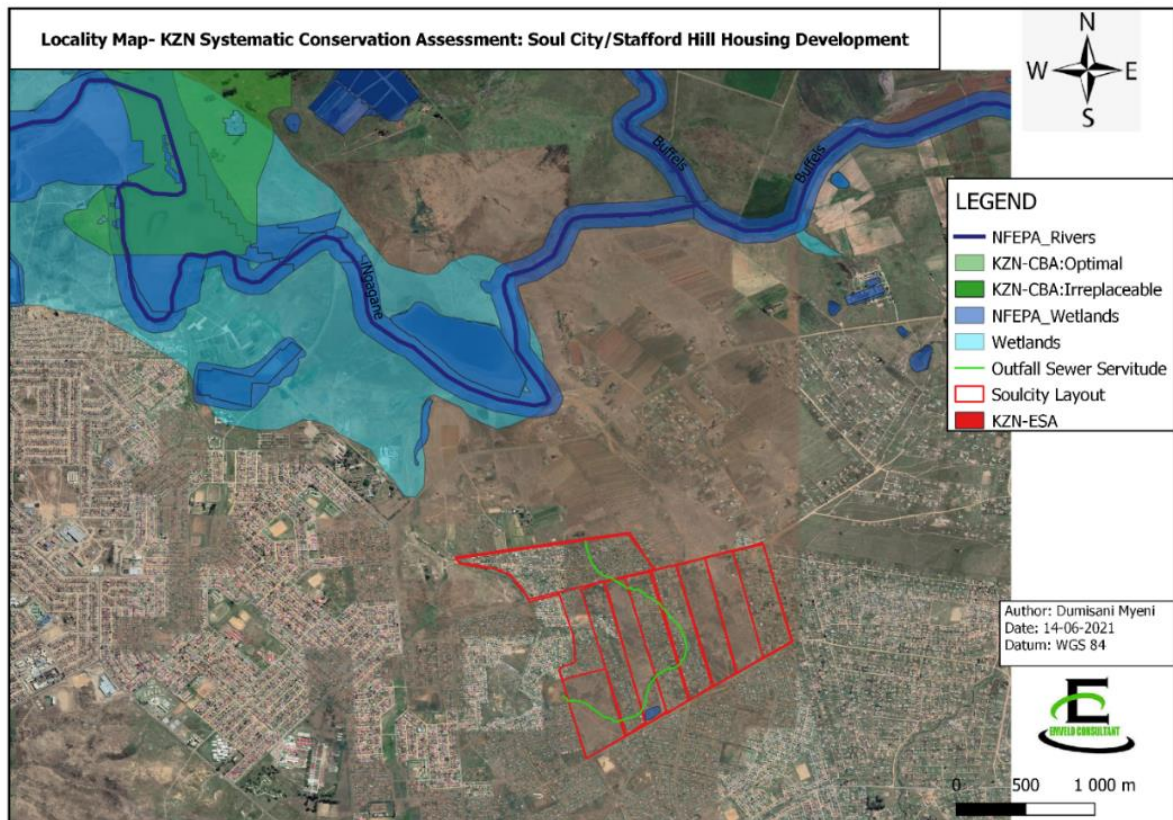 Locality Map- KZN Systematic Conservation Assessment: Soul City/Stafford Hill Housing Development
N
W
E
S
Buffels
Buffels
Ngagane
LEGEND
NFEPA_Rivers
KZN-CBA:Optimal
KZN-CBA:Irreplaceable
NFEPA_Wetlands
Wetlands
Outfall Sewer Servitude
Soulcity Layout
KZN-ESA
Author: Dumisani Myeni
Date: 14-06-2021
Datum: WGS 84
E
EMVELO CONSULTANT
0 500 1 000 m